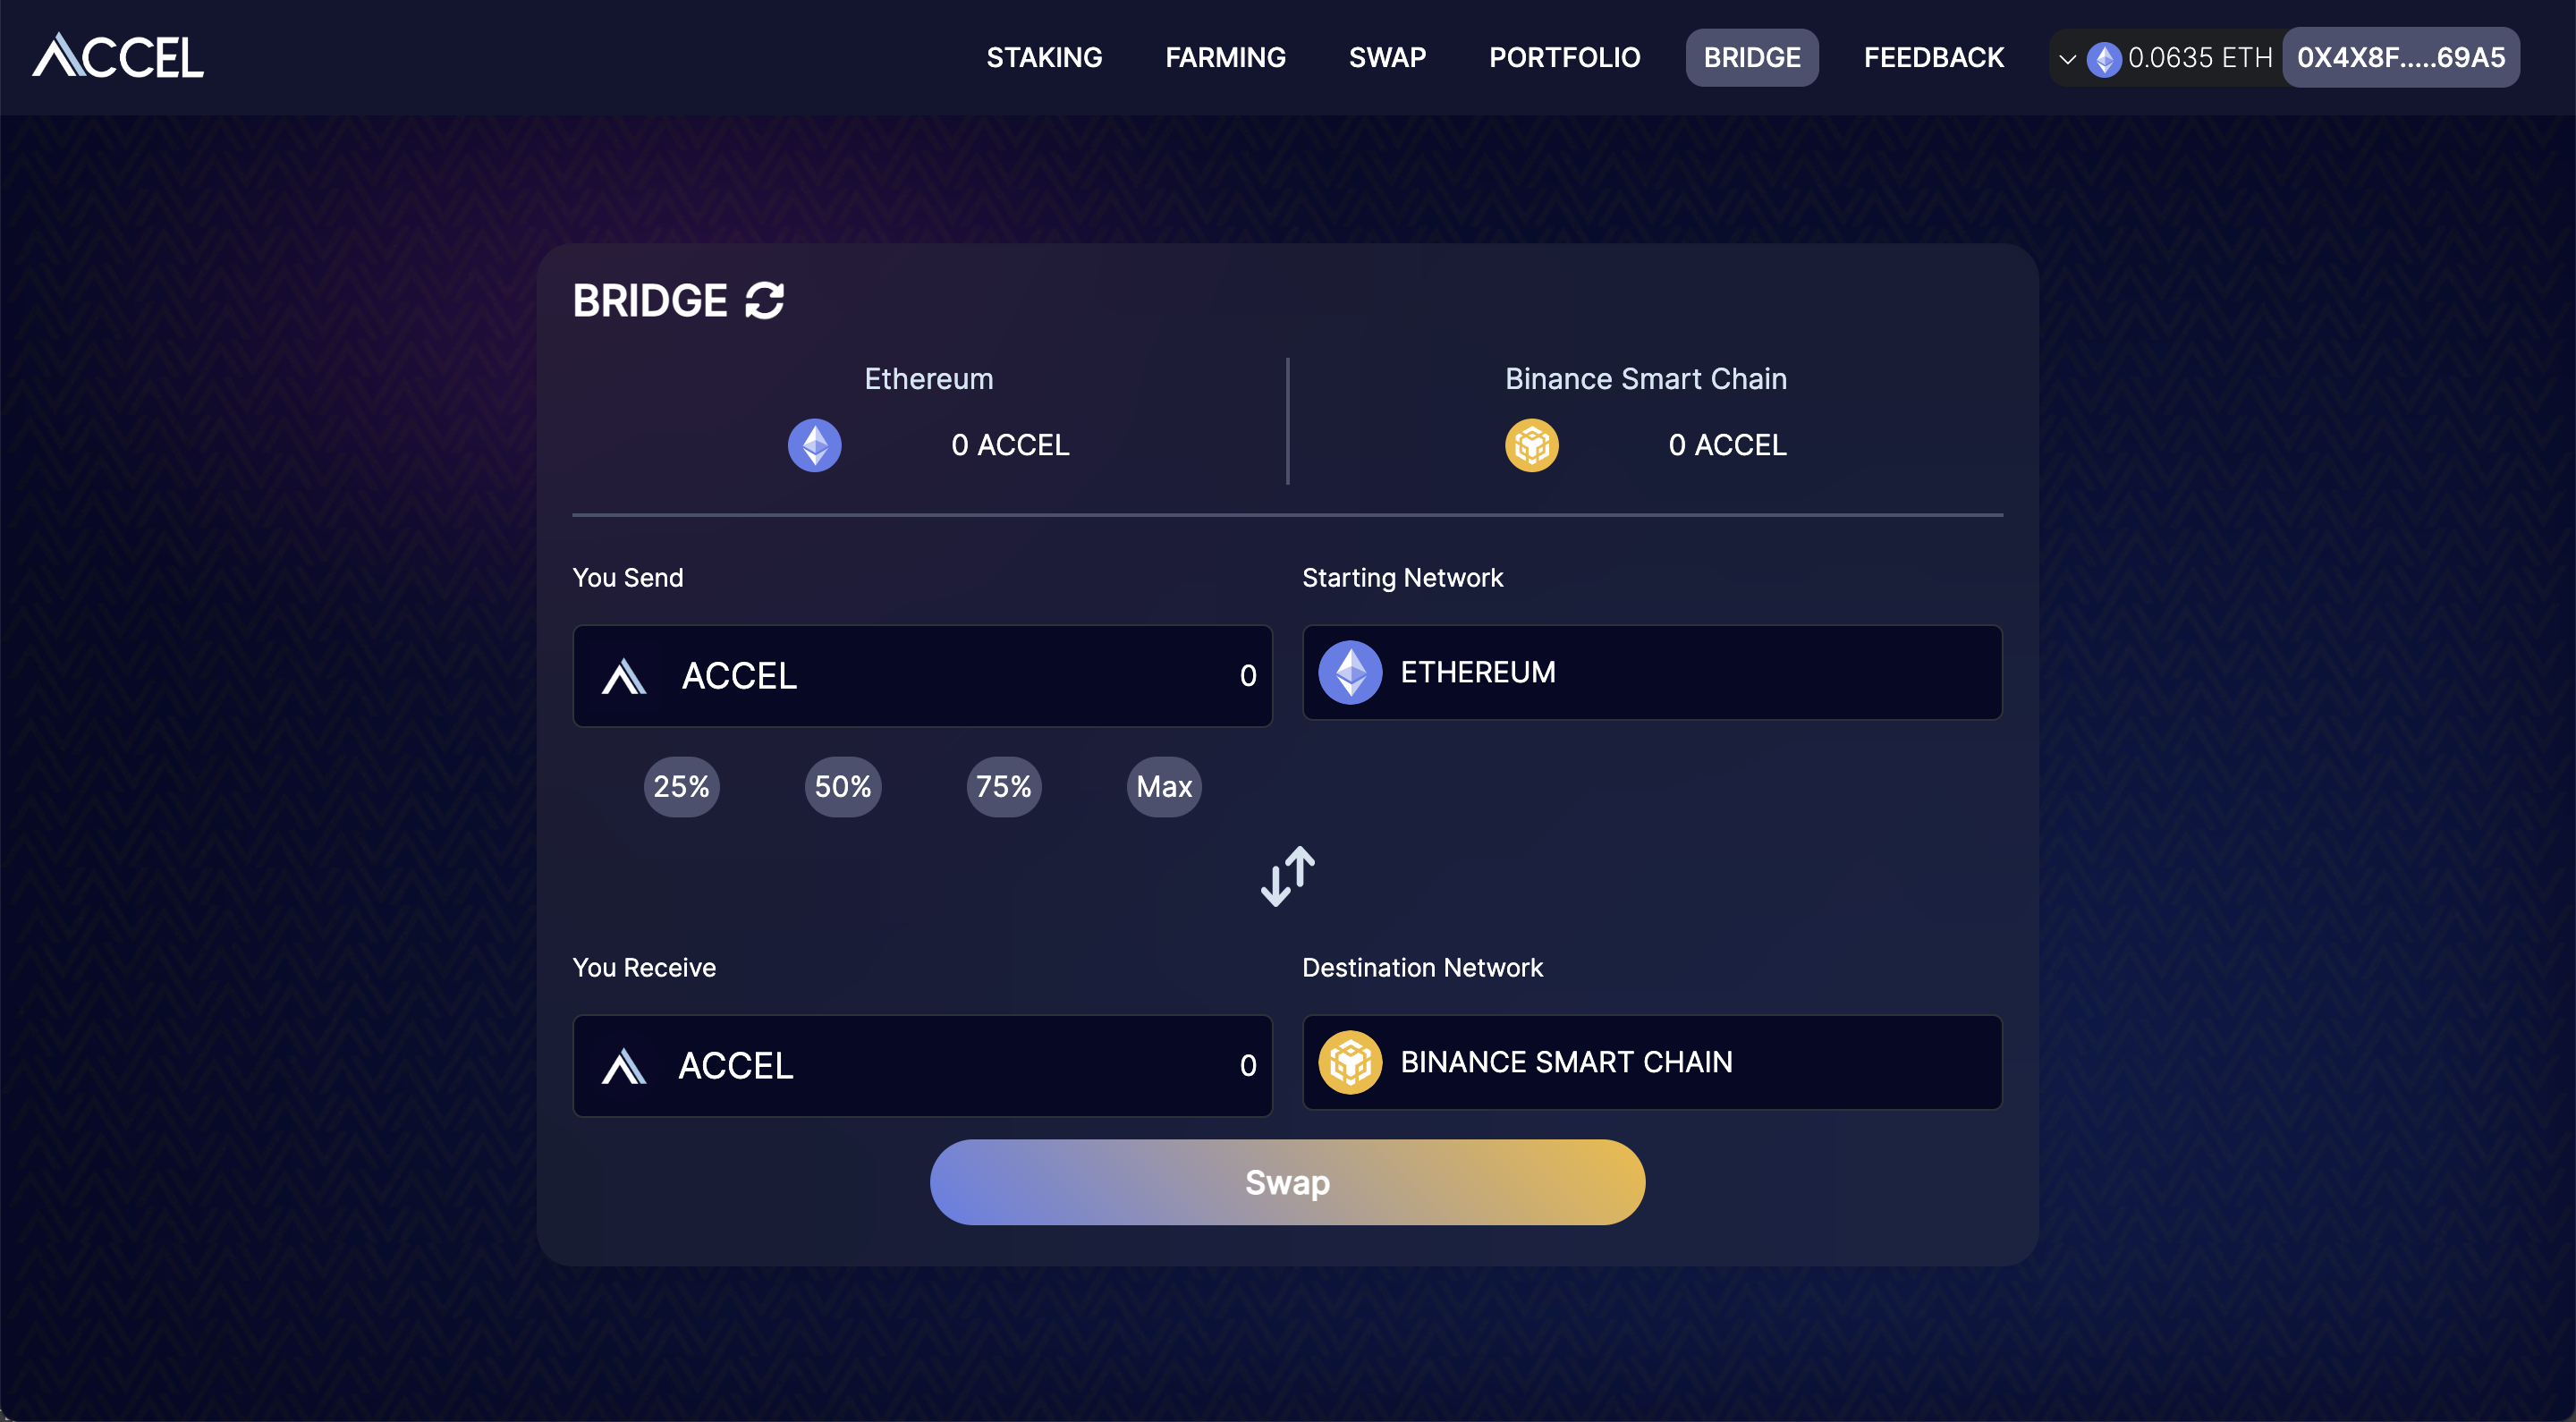 ACCEL
STAKING FARMING SWAP PORTFOLIO BRIDGE FEEDBACK 0.0635 ETH 0X4X8F.....69A5
BRIDGE
Ethereum
0 ACCEL
Binance Smart Chain
0 ACCEL
You Send
ACCEL 0
Starting Network
ETHEREUM
25% 50% 75% Max
You Receive
ACCEL 0
Destination Network
BINANCE SMART CHAIN
Swap